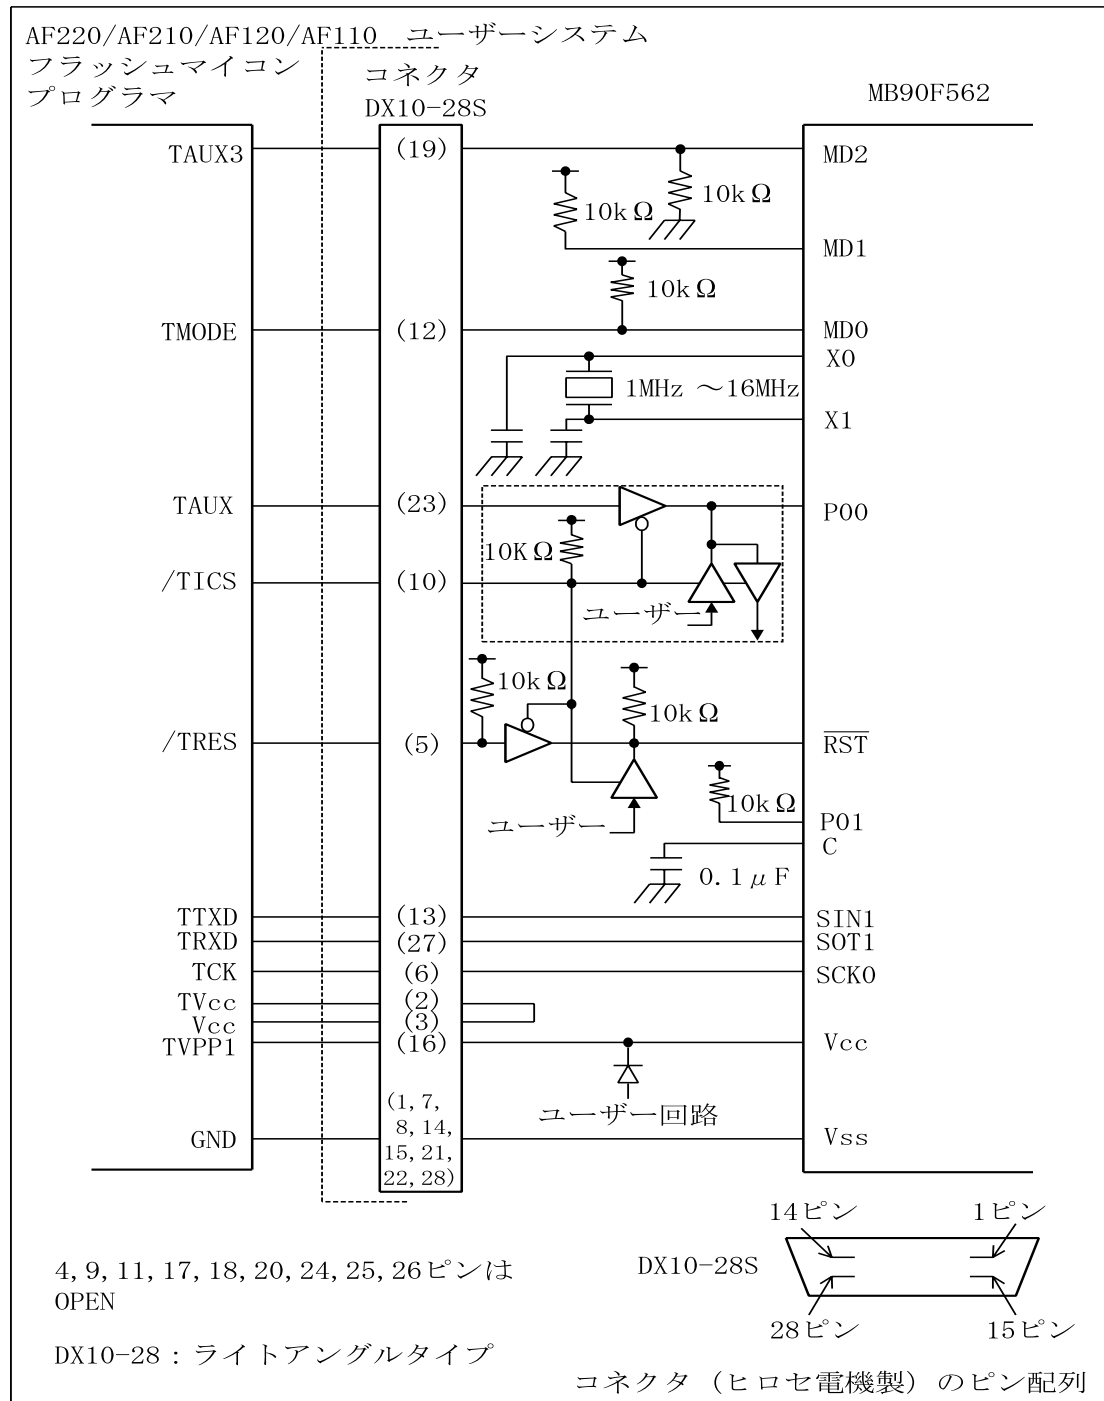 AF220/AF210/AF120/AF110 ユーザーシステム
フラッシュマイコン
プログラマ
コネクタ
DX10-28S
MB90F562
TAUX3
(19)
MD2
10kΩ
10kΩ
MD1
10kΩ
TMODE
(12)
MD0
X0
1MHz ～16MHz
X1
TAUX
(23)
P00
10KΩ
/TICS
(10)
ユーザー
10kΩ
10kΩ
/TRES
(5)
RST
10kΩ
ユーザー
P01
C
0.1μF
TTXD
(13)
SIN1
TRXD
(27)
SOT1
TCK
(6)
SCK0
TVcc
(2)
Vcc
(3)
TVPP1
(16)
Vcc
ユーザー回路
(1,7,
8,14,
15,21,
22,28)
GND
Vss
14ピン
1ピン
DX10-28S
28ピン
15ピン
4,9,11,17,18,20,24,25,26ピンは
OPEN
DX10-28：ライトアングルタイプ
コネクタ（ヒロセ電機製）のピン配列